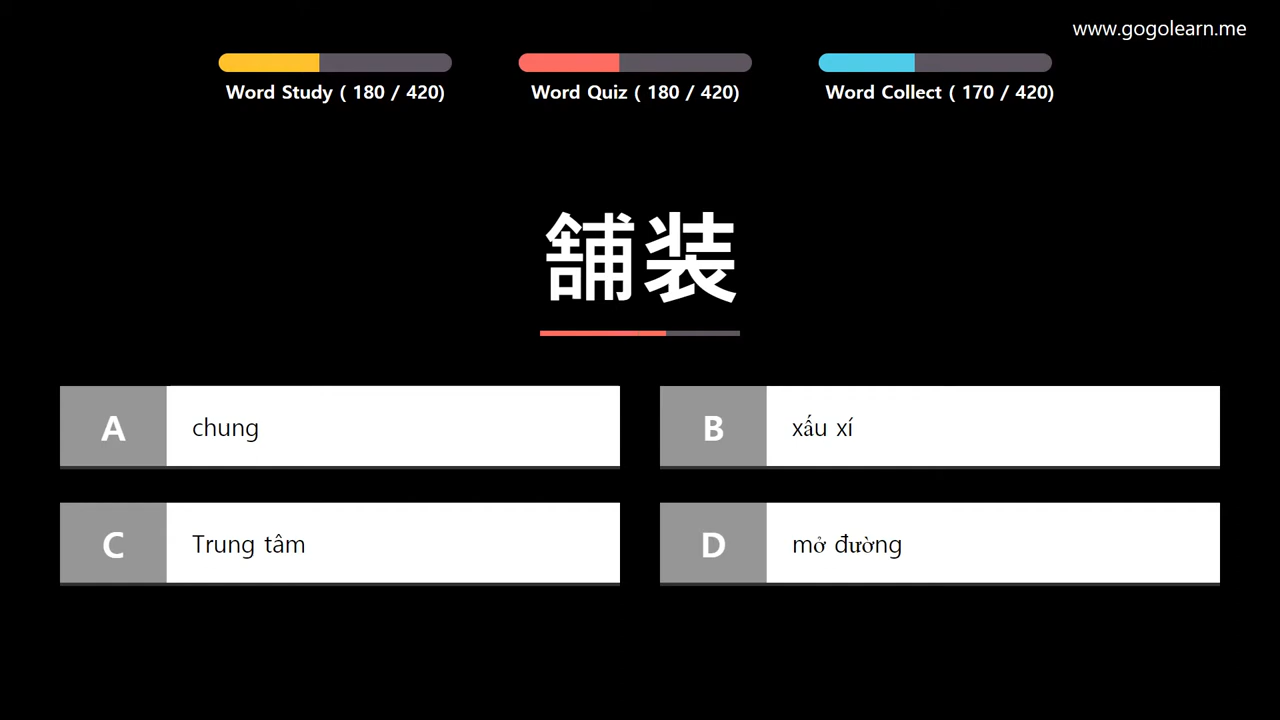 www.gogolearn.me
Word Study ( 180 / 420)
Word Quiz ( 180 / 420)
Word Collect ( 170 / 420)
舗装
A chung
B xấu xí
C Trung tâm
D mở đường